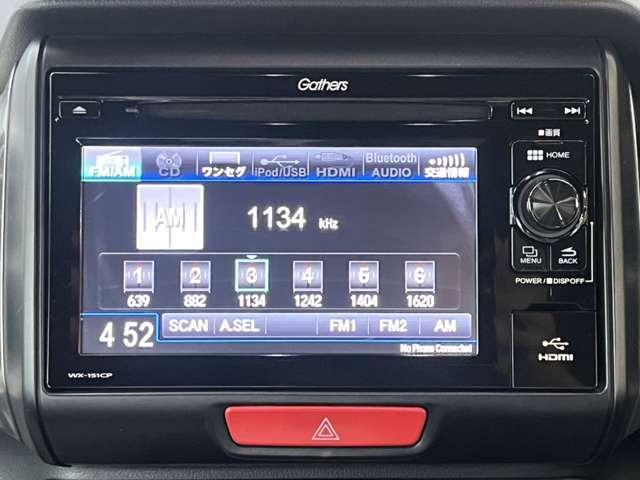 Gathers
■画質
FM/AM CD ワンセグ iPod/USB HDMI Bluetooth AUDIO 交通情報
HOME
AM 1134 kHz
1 2 3 4 5 6
639 882 1134 1242 1404 1620
MENU BACK
POWER / DISP OFF
4 52 SCAN A.SEL FM1 FM2 AM
No Phone Connected
HDMI
WX-151CP